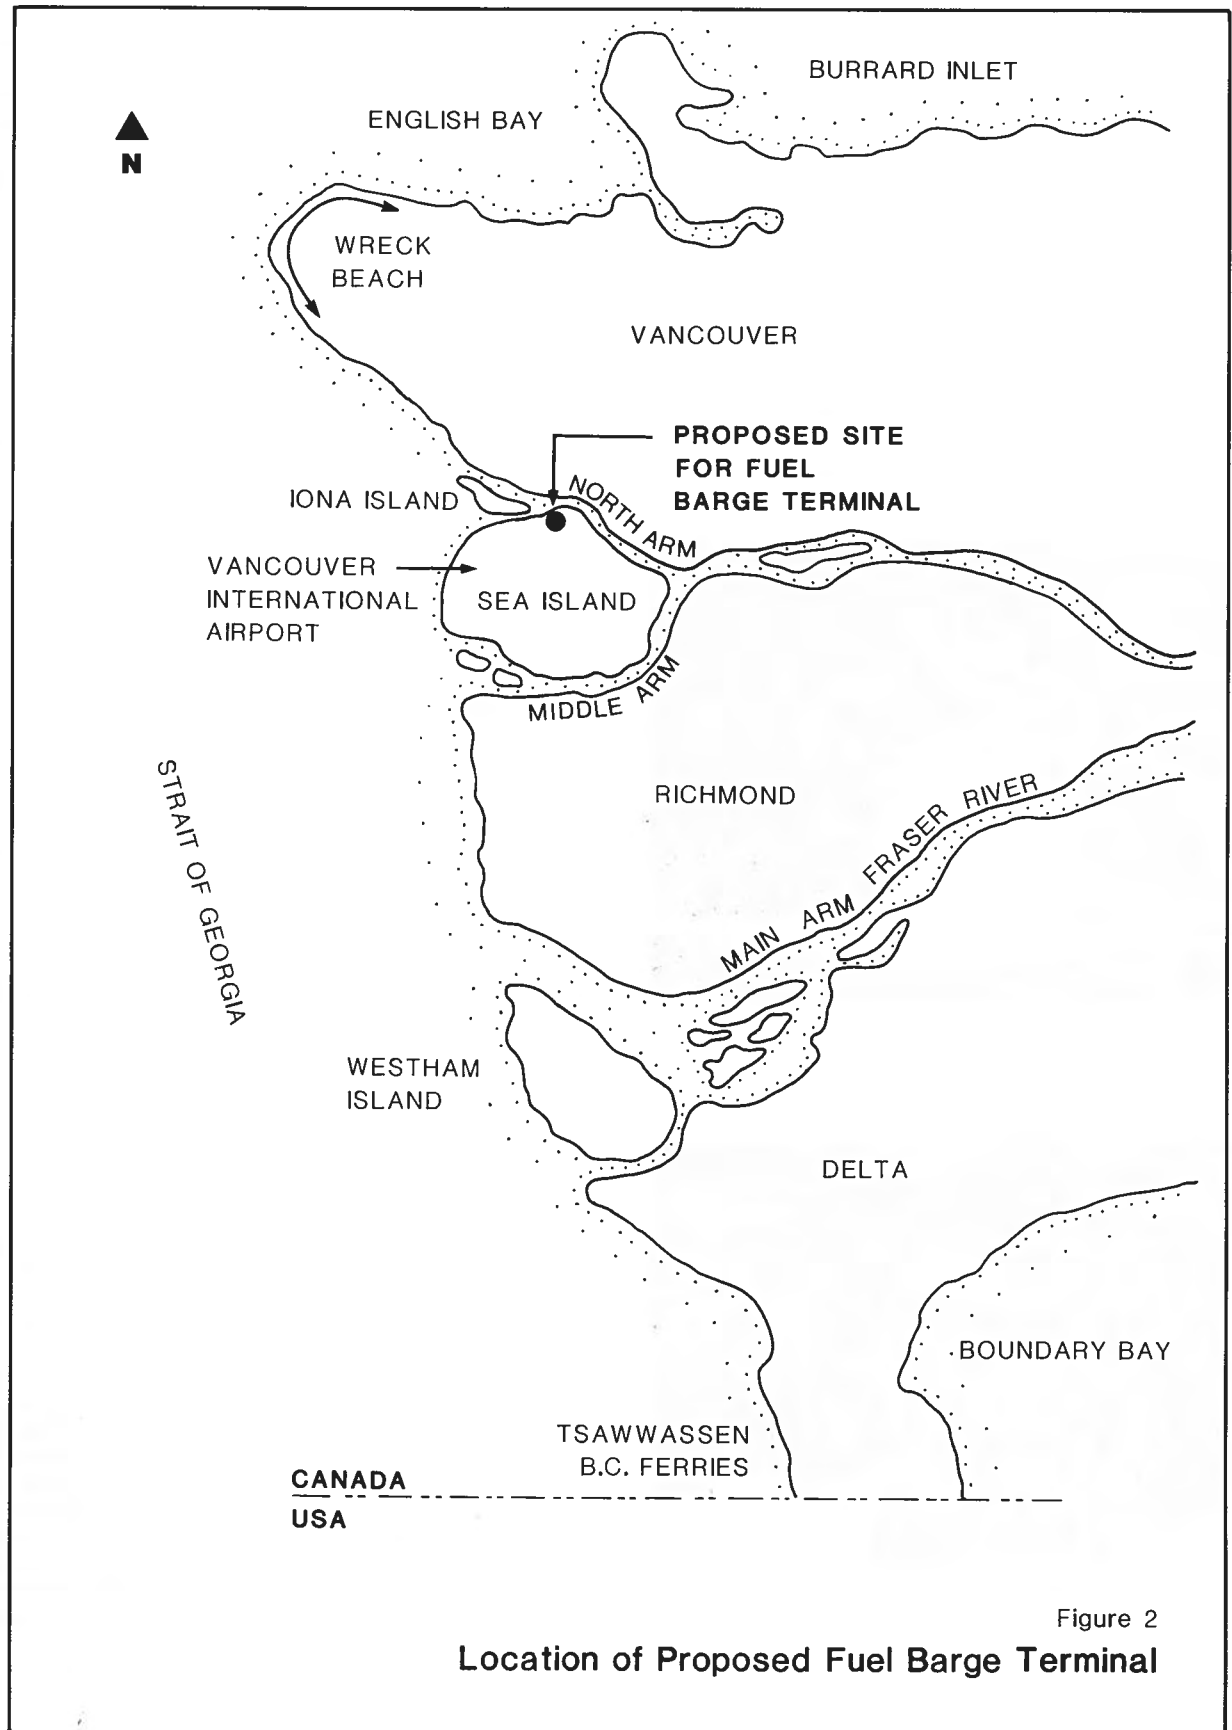 BURRARD INLET
ENGLISH BAY
N
WRECK
BEACH
VANCOUVER
PROPOSED SITE
FOR FUEL
BARGE TERMINAL
IONA ISLAND
NORTH ARM
VANCOUVER
INTERNATIONAL
AIRPORT
SEA ISLAND
MIDDLE ARM
STRAIT OF GEORGIA
RICHMOND
MAIN ARM FRASER RIVER
WESTHAM
ISLAND
DELTA
BOUNDARY BAY
TSAWWASSEN
B.C. FERRIES
CANADA
USA
Figure 2
Location of Proposed Fuel Barge Terminal